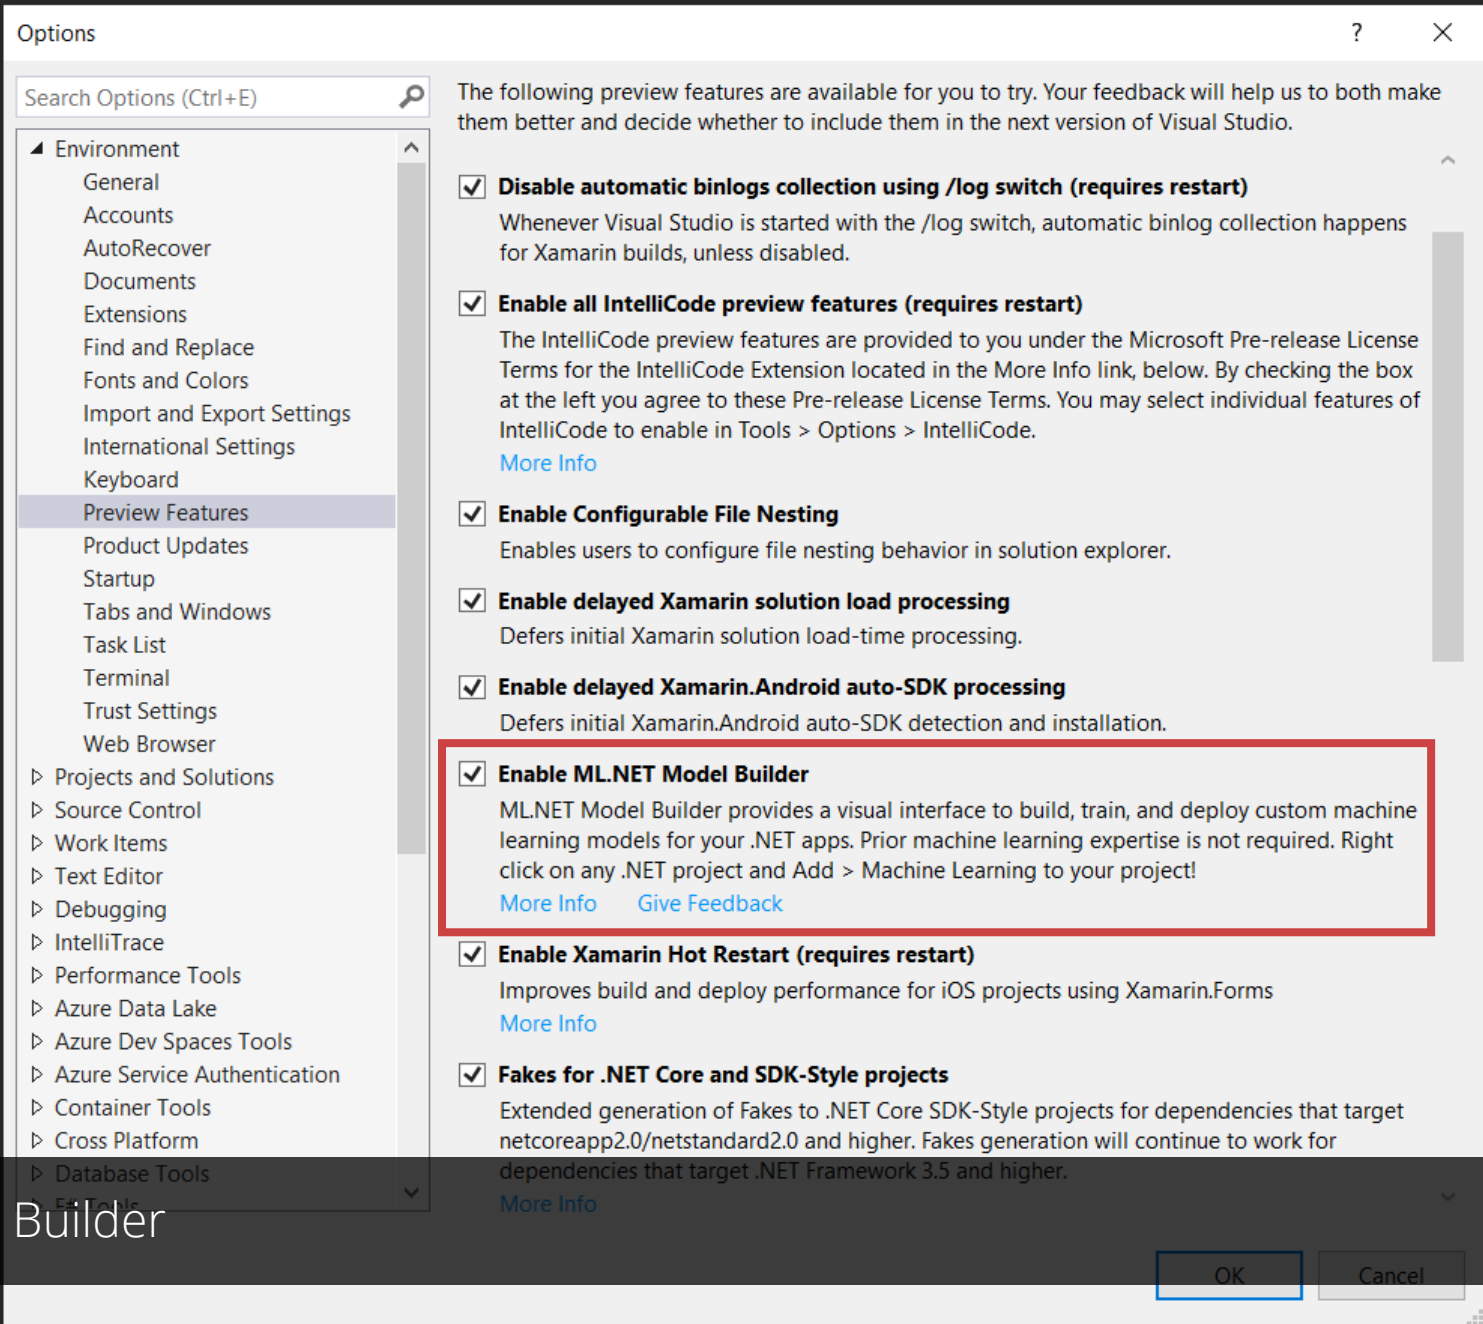 Options
?
Search Options (Ctrl+E)
Environment
General
Accounts
AutoRecover
Documents
Extensions
Find and Replace
Fonts and Colors
Import and Export Settings
International Settings
Keyboard
Preview Features
Product Updates
Startup
Tabs and Windows
Task List
Terminal
Trust Settings
Web Browser
Projects and Solutions
Source Control
Work Items
Text Editor
Debugging
IntelliTrace
Performance Tools
Azure Data Lake
Azure Dev Spaces Tools
Azure Service Authentication
Container Tools
Cross Platform
Database Tools
F# Tools
The following preview features are available for you to try. Your feedback will help us to both make
them better and decide whether to include them in the next version of Visual Studio.
Disable automatic binlogs collection using /log switch (requires restart)
Whenever Visual Studio is started with the /log switch, automatic binlog collection happens
for Xamarin builds, unless disabled.
Enable all IntelliCode preview features (requires restart)
The IntelliCode preview features are provided to you under the Microsoft Pre-release License
Terms for the IntelliCode Extension located in the More Info link, below. By checking the box
at the left you agree to these Pre-release License Terms. You may select individual features of
IntelliCode to enable in Tools > Options > IntelliCode.
More Info
Enable Configurable File Nesting
Enables users to configure file nesting behavior in solution explorer.
Enable delayed Xamarin solution load processing
Defers initial Xamarin solution load-time processing.
Enable delayed Xamarin.Android auto-SDK processing
Defers initial Xamarin.Android auto-SDK detection and installation.
Enable ML.NET Model Builder
ML.NET Model Builder provides a visual interface to build, train, and deploy custom machine
learning models for your .NET apps. Prior machine learning expertise is not required. Right
click on any .NET project and Add > Machine Learning to your project!
More Info Give Feedback
Enable Xamarin Hot Restart (requires restart)
Improves build and deploy performance for iOS projects using Xamarin.Forms
More Info
Fakes for .NET Core and SDK-Style projects
Extended generation of Fakes to .NET Core SDK-Style projects for dependencies that target
netcoreapp2.0/netstandard2.0 and higher. Fakes generation will continue to work for
dependencies that target .NET Framework 3.5 and higher.
More Info
Builder
OK Cancel